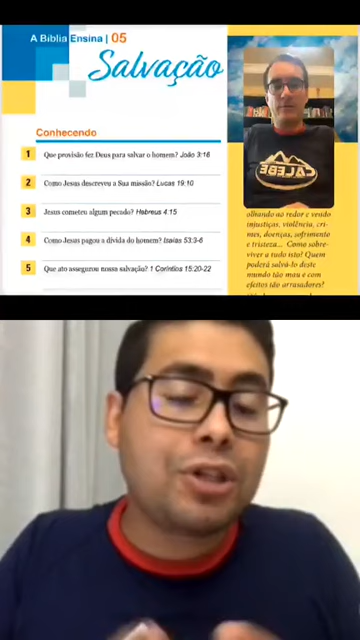 A Bíblia Ensina | 05
Salvação
Conhecendo
1 Que provisão fez Deus para salvar o homem? João 3:16
2 Como Jesus descreveu a Sua missão? Lucas 19:10
3 Jesus cometeu algum pecado? Hebreus 4:15
4 Como Jesus pagou a dívida do homem? Isaías 53:3-6
5 Que ato assegurou nossa salvação? 1 Coríntios 15:20-22
CALEBE
olhando ao redor e vendo
injustiças, violência, cri-
mes, doenças, sofrimento
e tristeza... Como sobre-
viver a tudo isto? Quem
poderá salvá-lo deste
mundo tão mau e com
efeitos tão arrasadores?